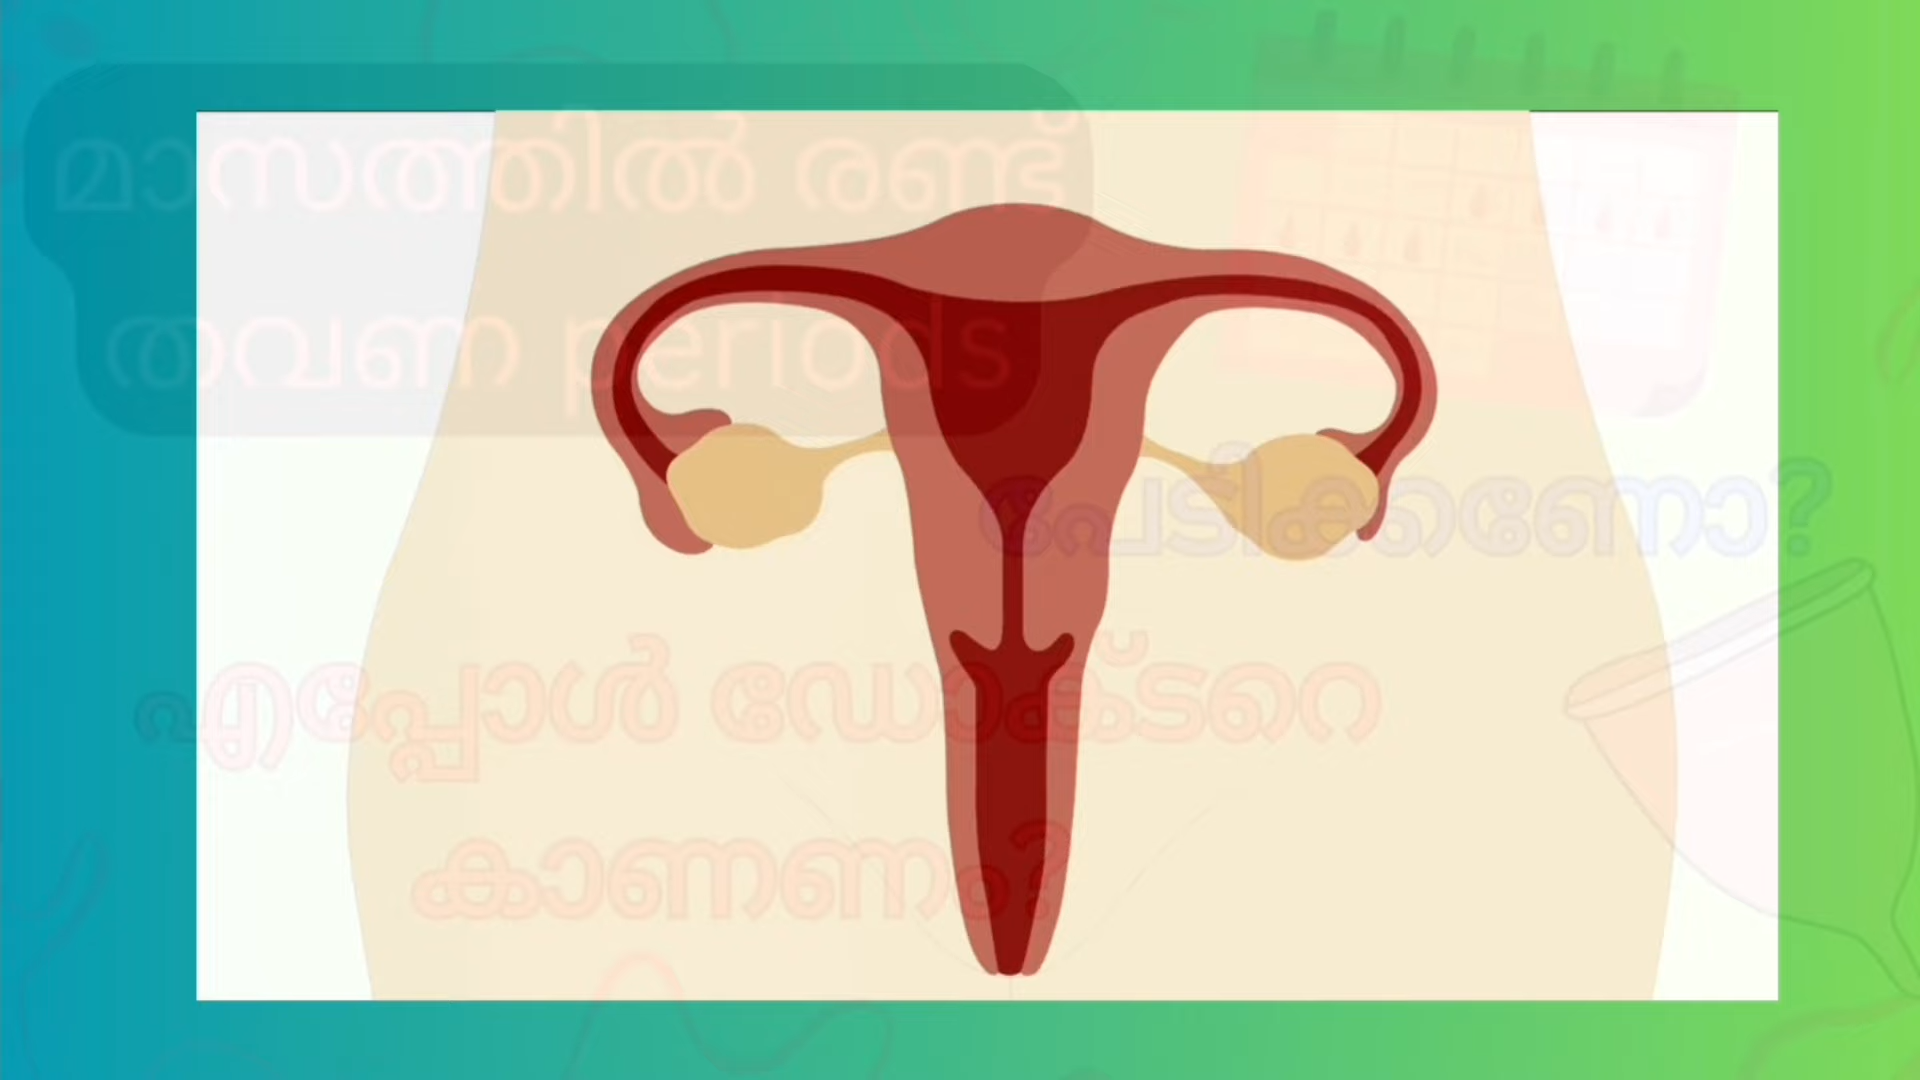 മാസത്തിൽ രണ്ട്
തവണ periods
പേടിക്കണോ?
എപ്പോൾ ഡോക്ടറെ
കാണണം?